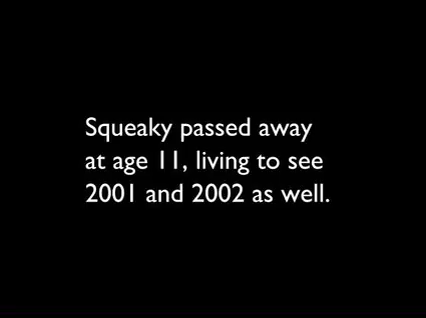 Squeaky passed away
at age 11, living to see
2001 and 2002 as well.